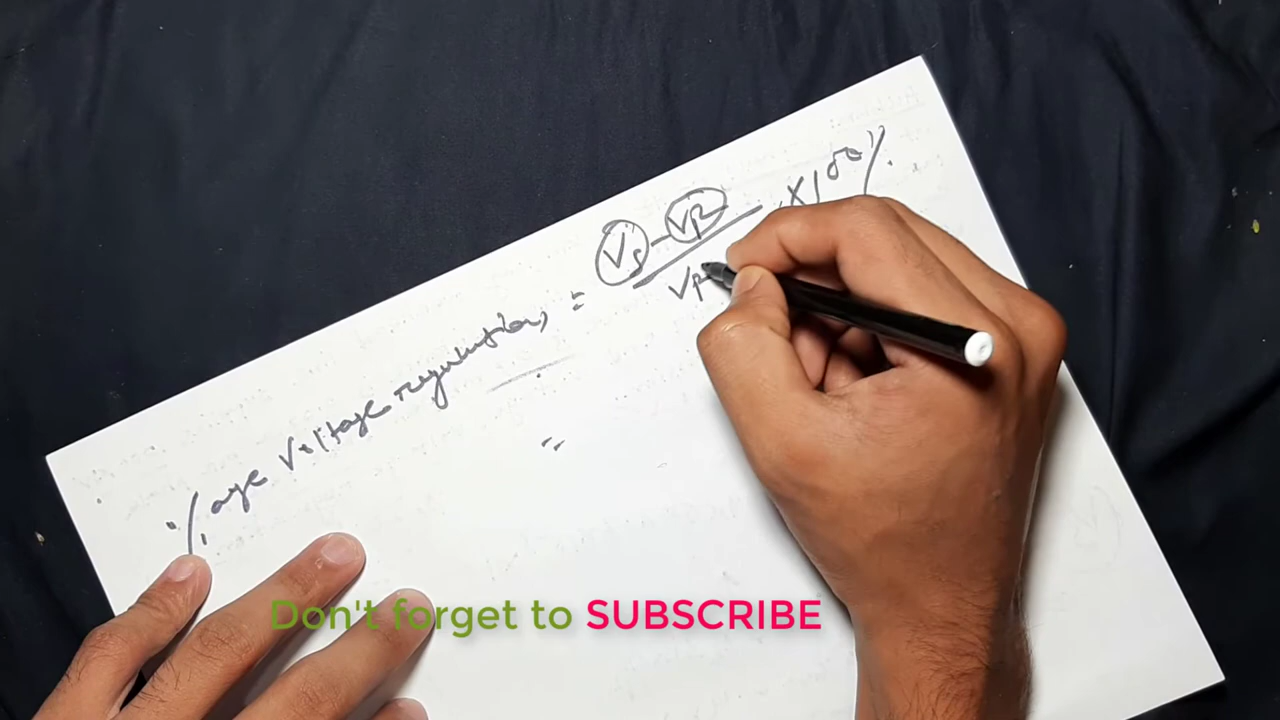 %age Voltage regulation = Vs - VR / VR × 100%
=
Don't forget to SUBSCRIBE